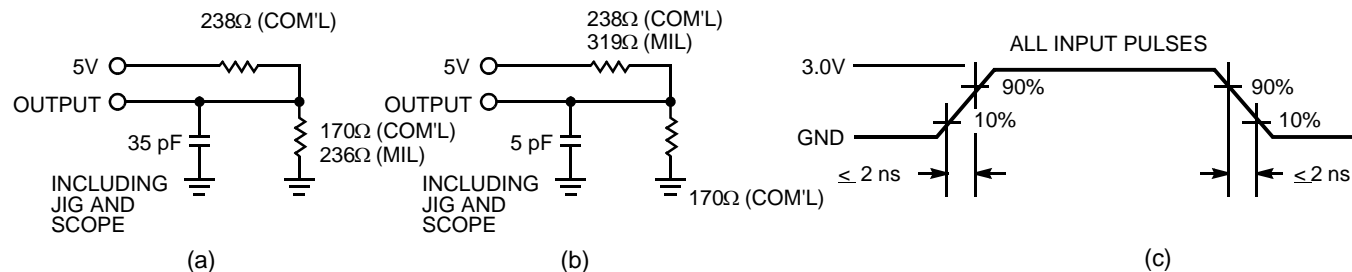 238Ω (COM'L)
5V
OUTPUT
35 pF
170Ω (COM'L)
236Ω (MIL)
INCLUDING
JIG AND
SCOPE
(a)
238Ω (COM'L)
319Ω (MIL)
5V
OUTPUT
5 pF
170Ω (COM'L)
INCLUDING
JIG AND
SCOPE
(b)
ALL INPUT PULSES
3.0V
90%
10%
GND
≤ 2 ns
90%
10%
≤ 2 ns
(c)